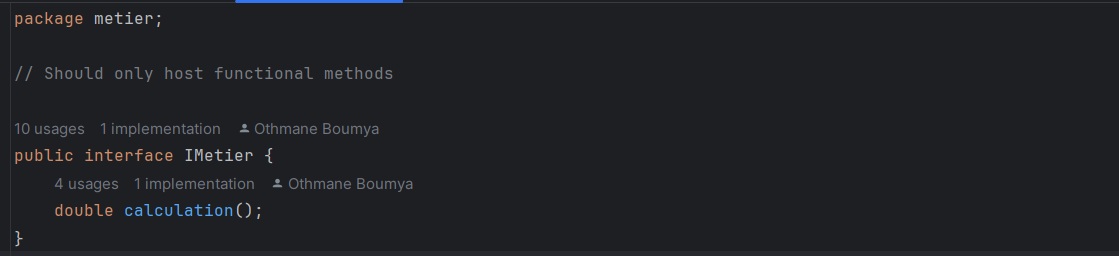 package metier;
// Should only host functional methods
10 usages 1 implementation Othmane Boumya
public interface IMetier {
4 usages 1 implementation Othmane Boumya
double calculation();
}